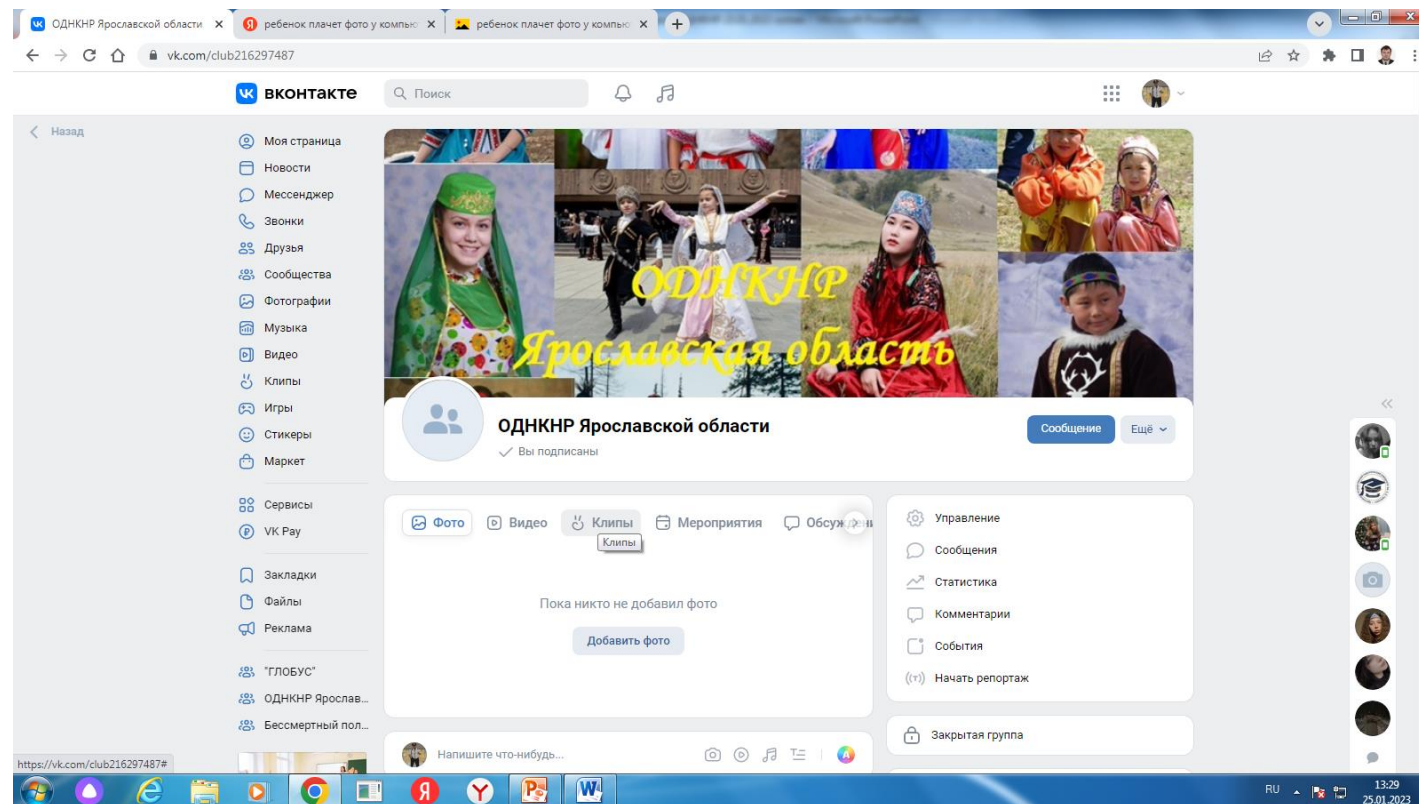 ОДНКНР Ярославской области
ребенок плачет фото у компью
ребенок плачет фото у компью
vk.com/club216297487
вконтакте
Поиск
Назад
Моя страница
Новости
Мессенджер
Звонки
Друзья
Сообщества
Фотографии
Музыка
Видео
Клипы
Игры
Стикеры
Маркет
Сервисы
VK Pay
Закладки
Файлы
Реклама
"ГЛОБУС"
ОДНКНР Ярослав...
Бессмертный пол...
ОДНКНР
Ярославская область
ОДНКНР Ярославской области
Вы подписаны
Сообщение
Ещё
Фото Видео Клипы Мероприятия Обсуждени
Клипы
Пока никто не добавил фото
Добавить фото
Напишите что-нибудь...
Управление
Сообщения
Статистика
Комментарии
События
Начать репортаж
Закрытая группа
https://vk.com/club216297487#
RU
13:29
25.01.2023